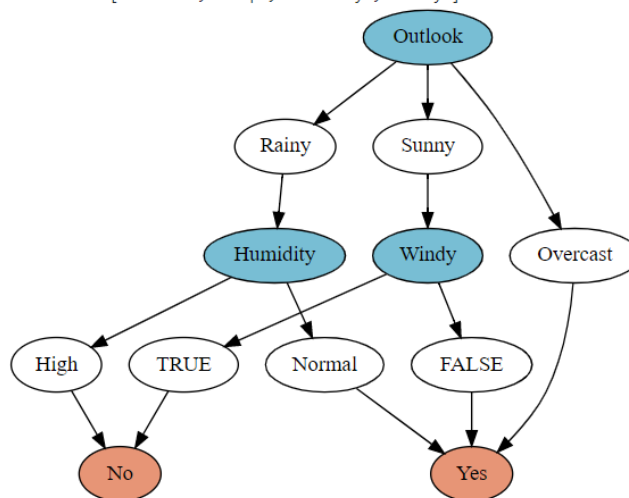 Outlook
Rainy
Sunny
Humidity
Windy
Overcast
High
TRUE
Normal
FALSE
No
Yes